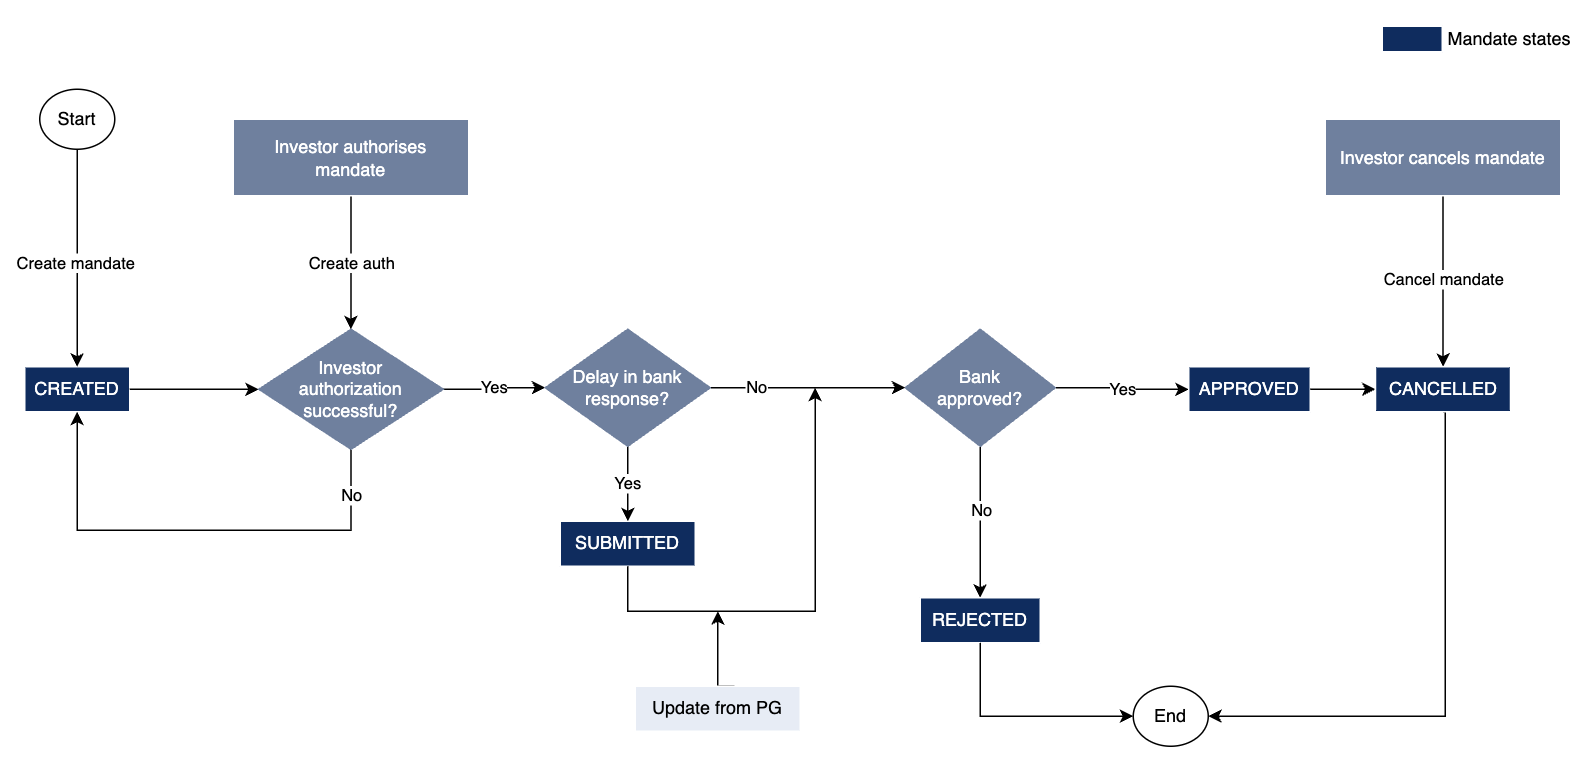 Mandate states
Start
Investor authorises
mandate
Investor cancels mandate
Create mandate
Create auth
Cancel mandate
CREATED
Investor
authorization
successful?
Yes
Delay in bank
response?
No
Bank
approved?
Yes
APPROVED
CANCELLED
No
Yes
No
SUBMITTED
REJECTED
Update from PG
End